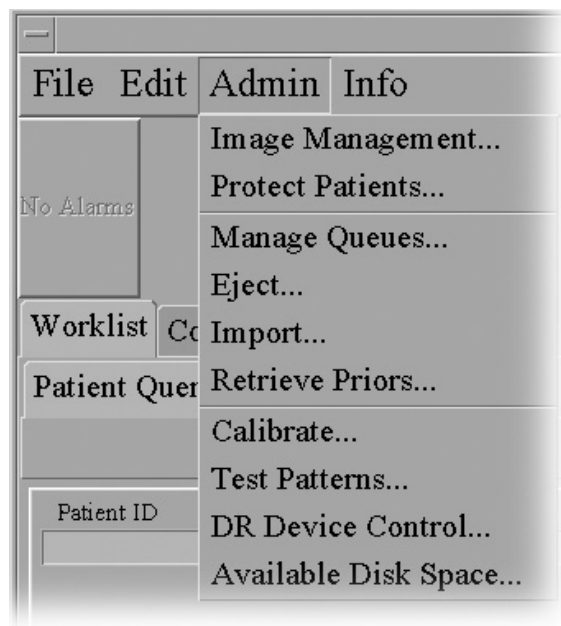 File Edit Admin Info
Image Management...
Protect Patients...
No Alarms
Manage Queues...
Eject...
Worklist
Import...
Retrieve Priors...
Calibrate...
Test Patterns...
Patient ID
DR Device Control...
Available Disk Space...
Patient